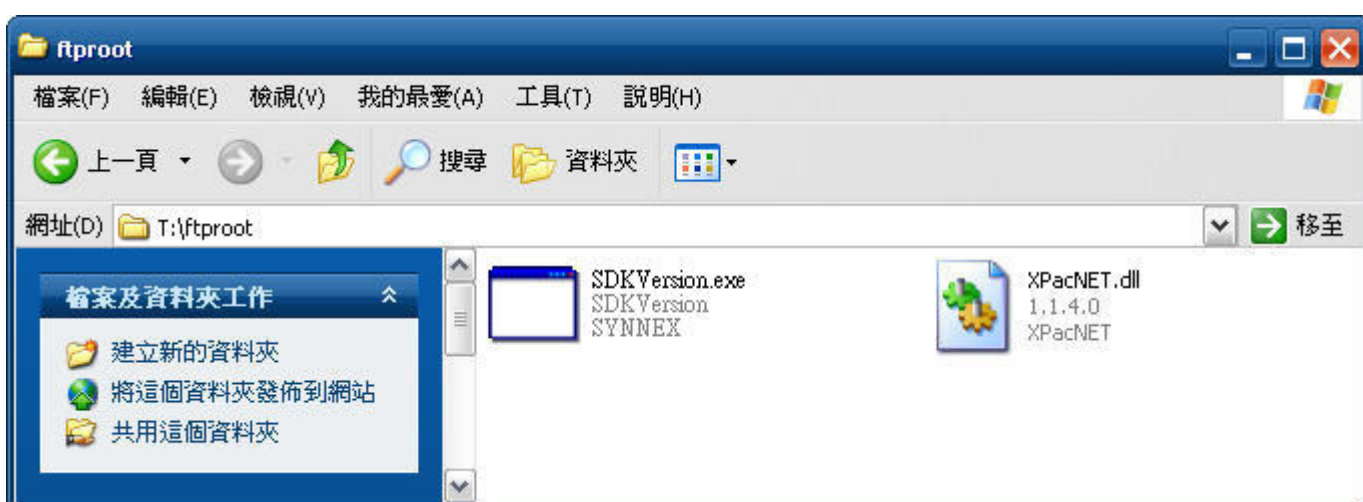 ftproot
檔案(F) 編輯(E) 檢視(V) 我的最愛(A) 工具(T) 說明(H)
上一頁 搜尋 資料夾
網址(D) T:\ftproot 移至
檔案及資料夾工作
建立新的資料夾
將這個資料夾發佈到網站
共用這個資料夾
SDKVersion.exe
SDKVersion
SYNNEX
XPacNET.dll
1.1.4.0
XPacNET